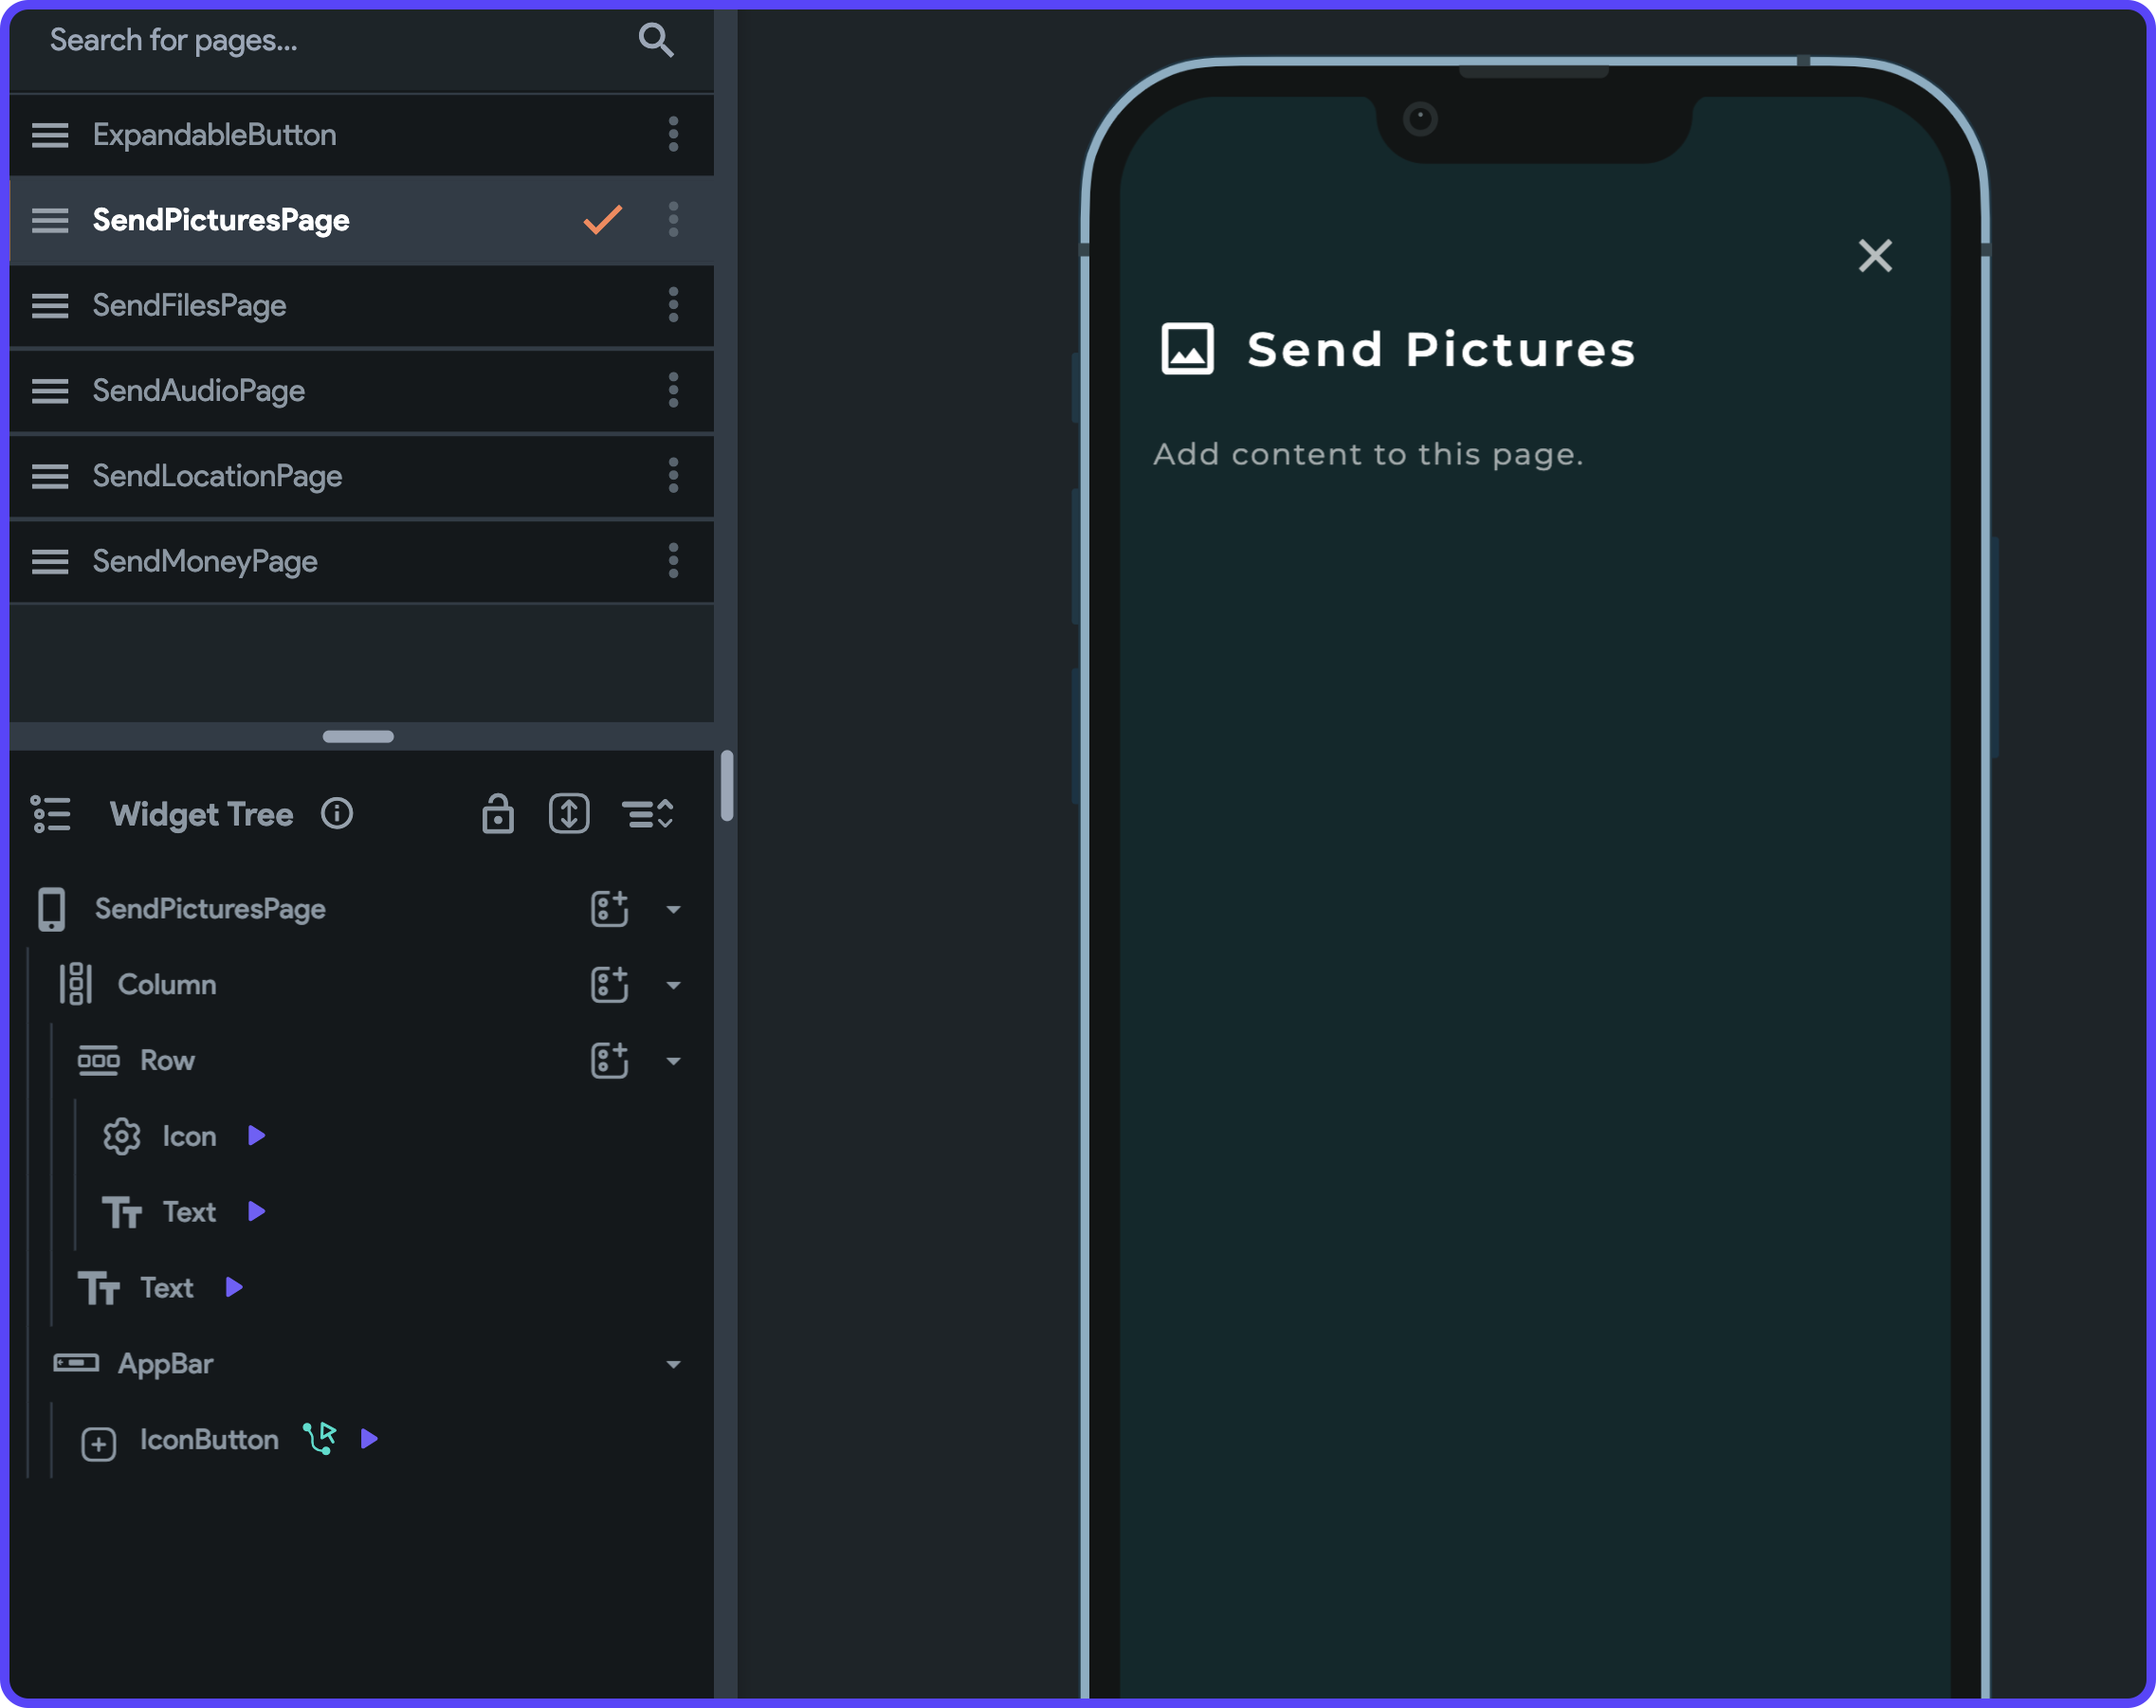 Search for pages...
ExpandableButton
SendPicturesPage
SendFilesPage
SendAudioPage
SendLocationPage
SendMoneyPage
Widget Tree
SendPicturesPage
Column
Row
Icon
Text
Text
AppBar
IconButton
Send Pictures
Add content to this page.